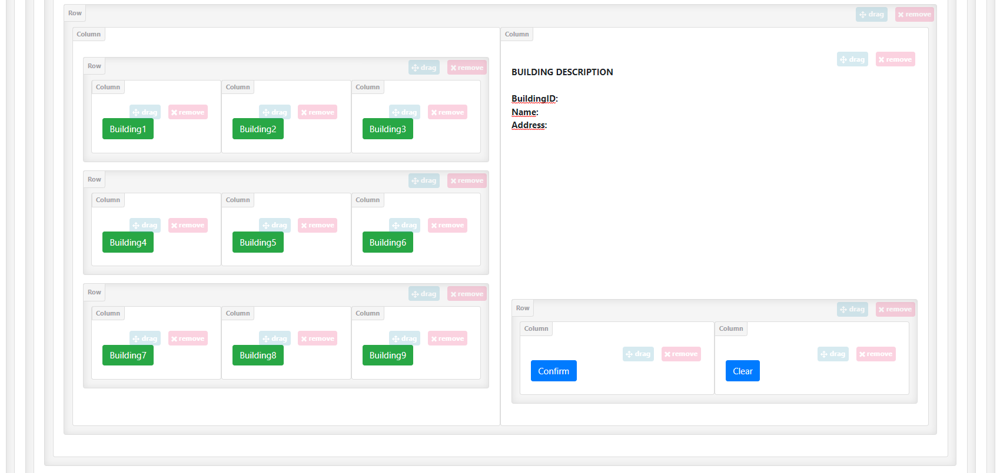 Row
drag remove
Column
Row
drag remove
Column Column Column
drag remove drag remove drag remove
Building1 Building2 Building3
Row
drag remove
Column Column Column
drag remove drag remove drag remove
Building4 Building5 Building6
Row
drag remove
Column Column Column
drag remove drag remove drag remove
Building7 Building8 Building9
Column
drag remove
BUILDING DESCRIPTION
BuildingID:
Name:
Address:
Row
drag remove
Column Column
drag remove drag remove
Confirm Clear